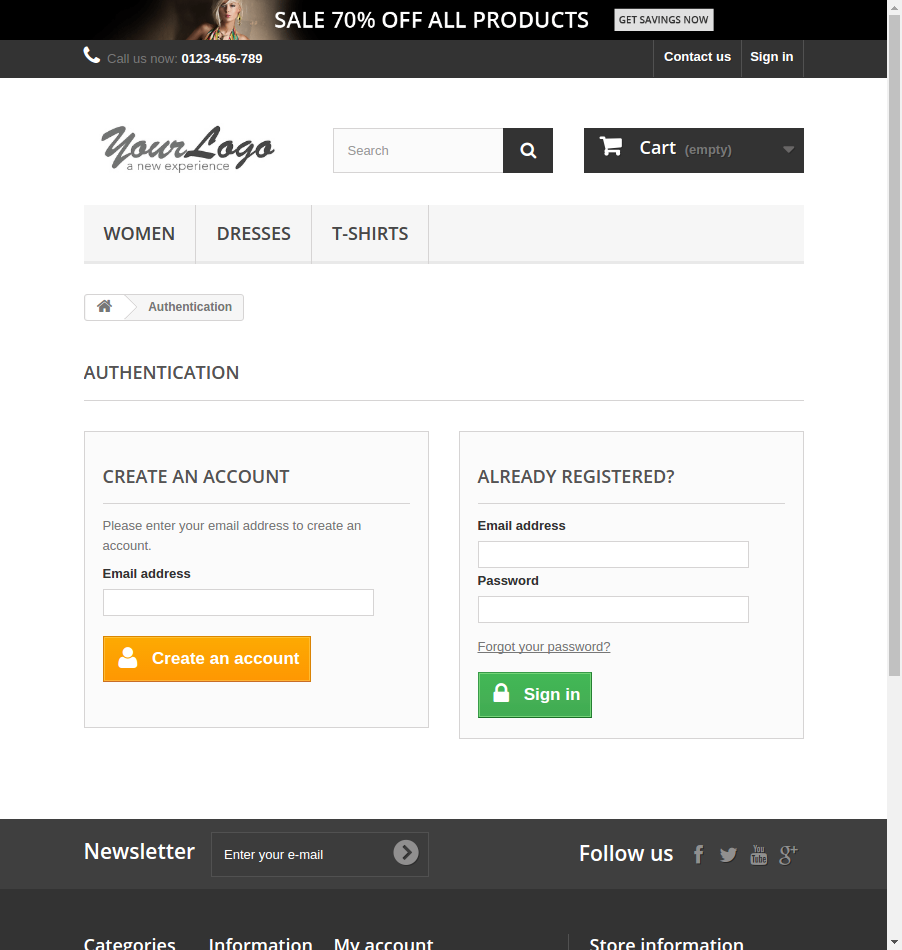 SALE 70% OFF ALL PRODUCTS GET SAVINGS NOW
Call us now: 0123-456-789 Contact us Sign in
YourLogo
a new experience
Search
Cart (empty)
WOMEN DRESSES T-SHIRTS
Authentication
AUTHENTICATION
CREATE AN ACCOUNT
Please enter your email address to create an
account.
Email address
Create an account
ALREADY REGISTERED?
Email address
Password
Forgot your password?
Sign in
Newsletter Enter your e-mail Follow us f You Tube g+
Categories Information My account Store information